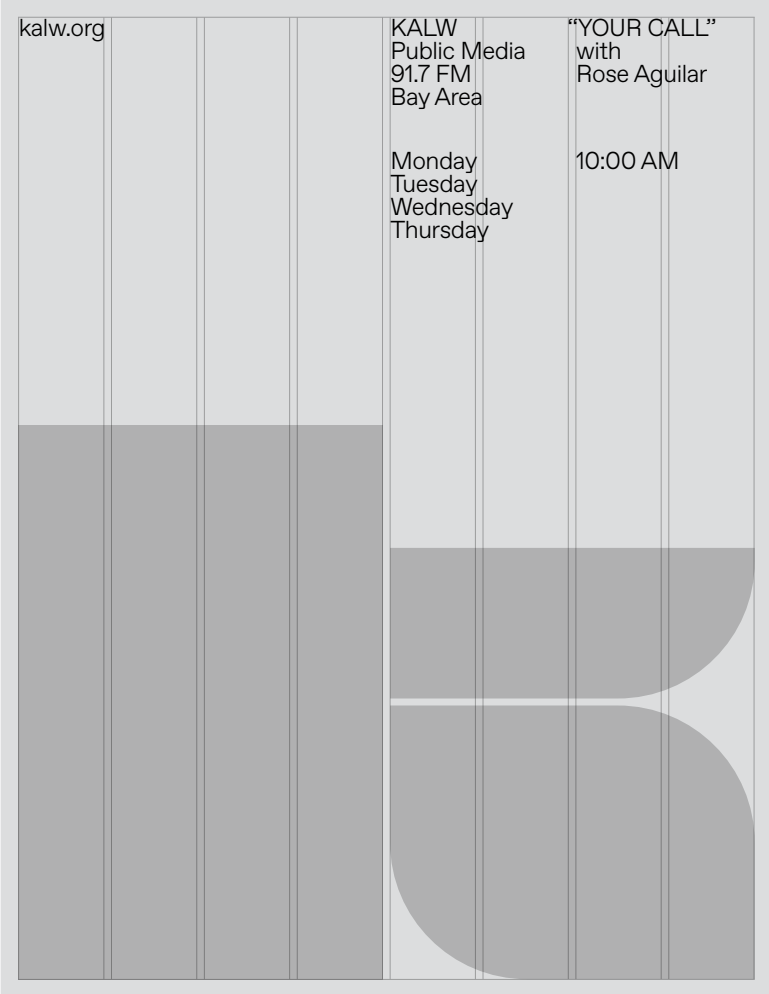 kalw.org
KALW
Public Media
91.7 FM
Bay Area
“YOUR CALL”
with
Rose Aguilar
Monday
Tuesday
Wednesday
Thursday
10:00 AM